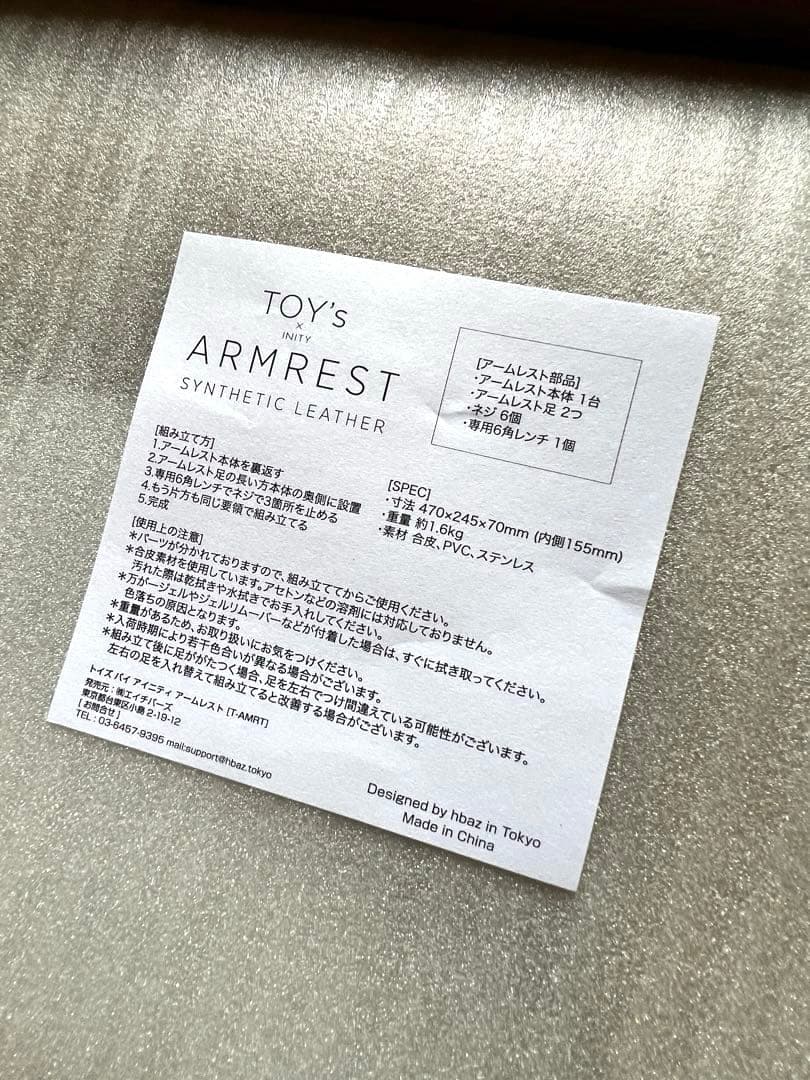 TOY's
×
INITY
ARMREST
SYNTHETIC LEATHER
[アームレスト部品]
・アームレスト本体 1台
・アームレスト足 2つ
・ネジ 6個
・専用6角レンチ 1個
[組み立て方]
1.アームレスト本体を裏返す
2.アームレスト足の長い方本体の奥側に設置
3.専用6角レンチでネジで3箇所を止める
4.もう片方も同じ要領で組み立てる
5.完成
[SPEC]
・寸法 470×245×70mm (内側155mm)
・重量 約1.6kg
・素材 合皮、PVC、ステンレス
[使用上の注意]
*パーツが分かれておりますので、組み立ててからご使用ください。
*合皮素材を使用しています。アセトンなどの溶剤には対応しておりません。
汚れた際は乾拭きや水拭きでお手入れしてください。
*万が一ジェルやジェルリムーバーなどが付着した場合は、すぐに拭き取ってください。
色落ちの原因となります。
*重量があるため、お取り扱いにお気をつけください。
*入荷時期により若干色合いが異なる場合がございます。
*組み立て後に足ががたつく場合、足を左右でつけ間違えている可能性がございます。
左右の足を入れ替えて組み立てると改善する場合がございます。
トイズ バイ アイニティ アームレスト [T-AMRT]
発売元:㈱エイチバーズ
東京都台東区小島 2-19-12
[お問合せ]
TEL : 03-6457-9395 mail:support@hbaz.tokyo
Designed by hbaz in Tokyo
Made in China